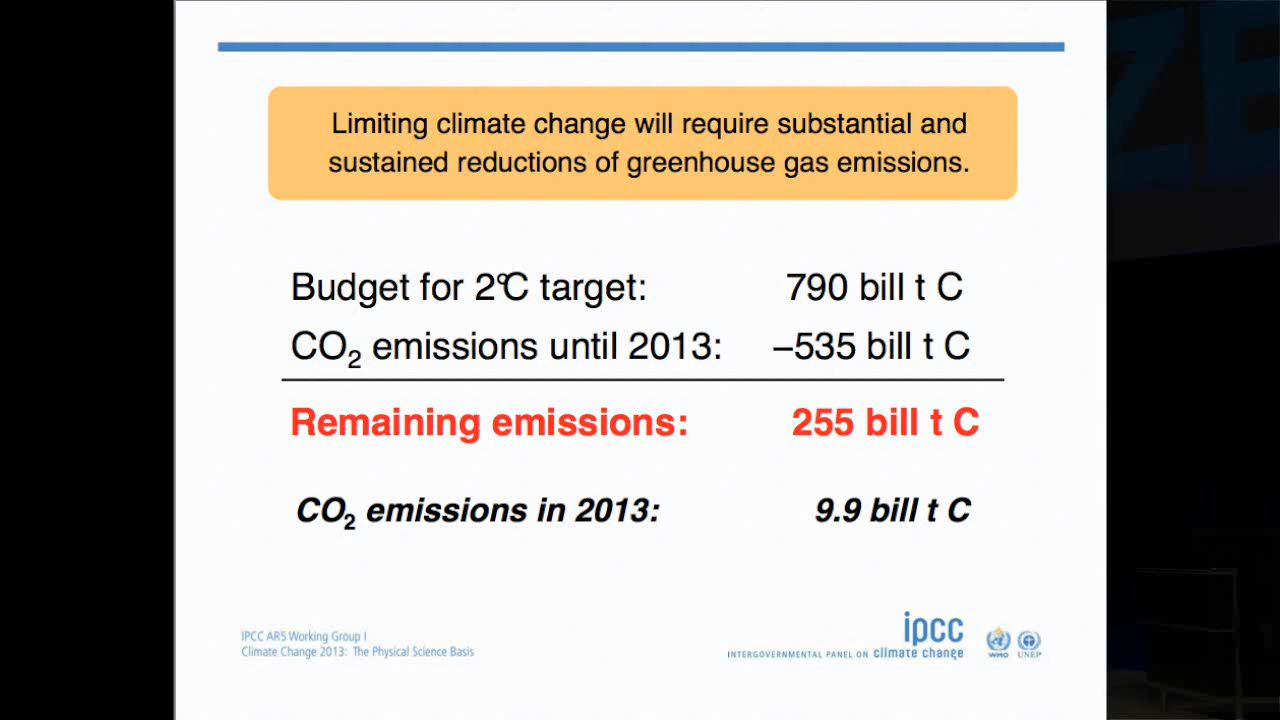 Limiting climate change will require substantial and
sustained reductions of greenhouse gas emissions.
Budget for 2°C target: 790 bill t C
CO₂ emissions until 2013: –535 bill t C
Remaining emissions: 255 bill t C
CO₂ emissions in 2013: 9.9 bill t C
IPCC AR5 Working Group I
Climate Change 2013: The Physical Science Basis
ipcc
INTERGOVERNMENTAL PANEL ON climate change
WMO UNEP